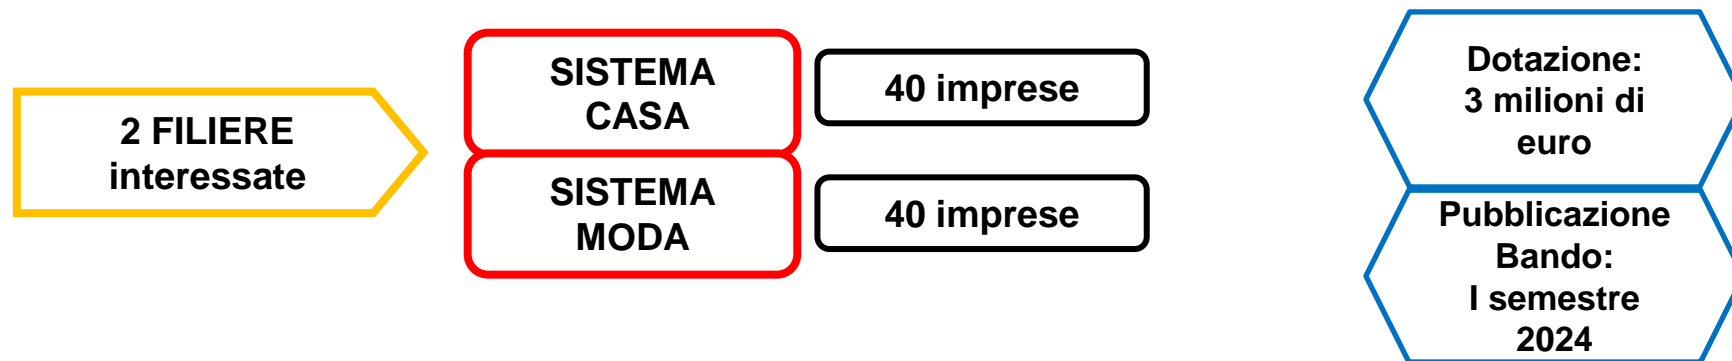 2 FILIERE
interessate
SISTEMA
CASA
40 imprese
SISTEMA
MODA
40 imprese
Dotazione:
3 milioni di
euro
Pubblicazione
Bando:
I semestre
2024